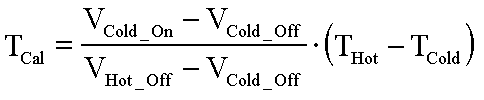 T_Cal = (V_Cold_On − V_Cold_Off) / (V_Hot_Off − V_Cold_Off) · (T_Hot − T_Cold)